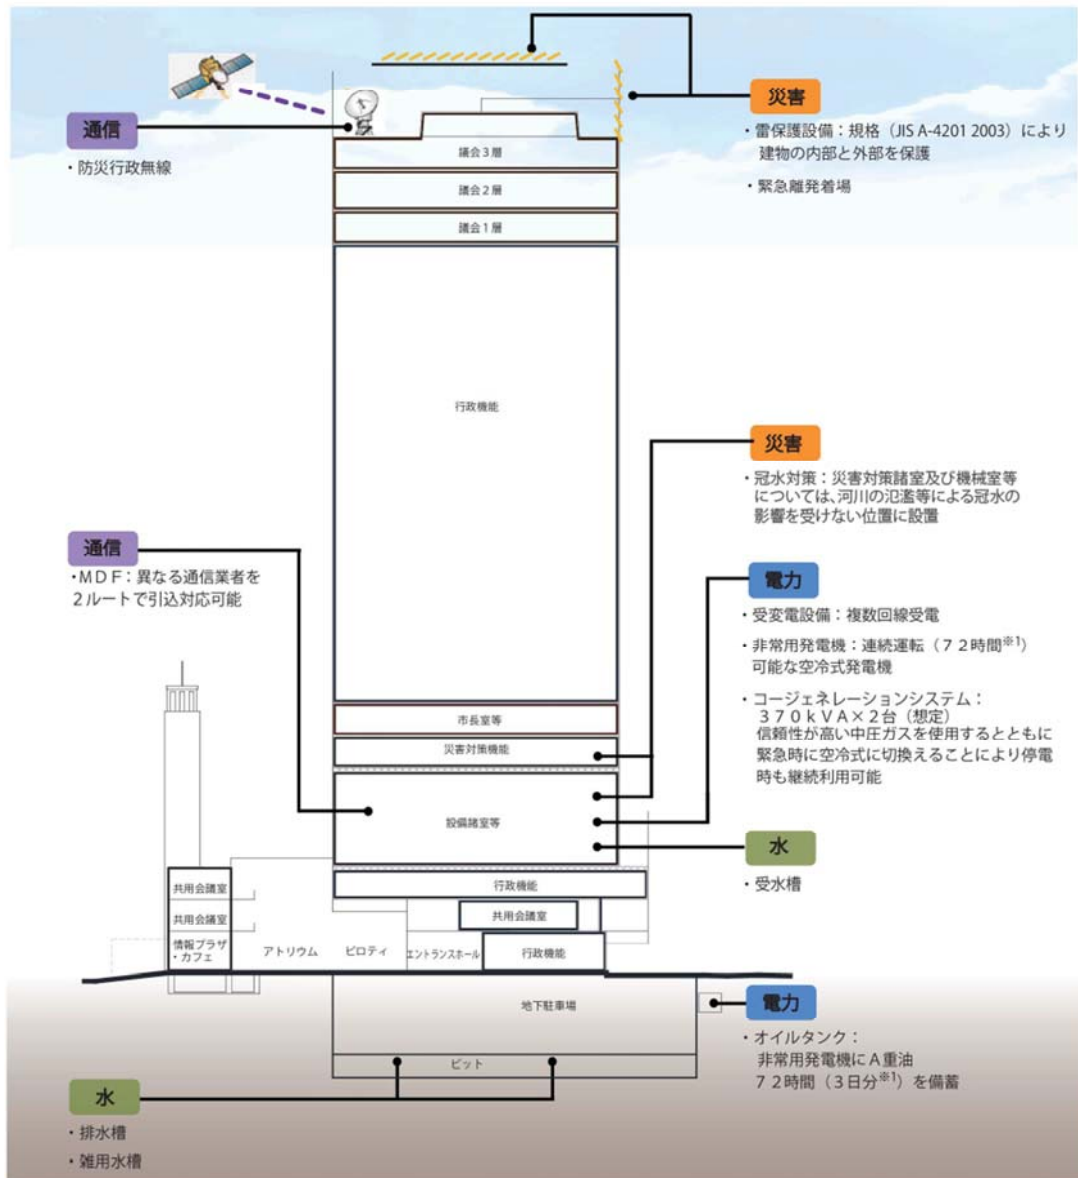 通信
・防災行政無線
災害
・雷保護設備：規格（JIS A-4201 2003）により
建物の内部と外部を保護
・緊急離発着場
議会３層
議会２層
議会１層
行政機能
災害
・冠水対策：災害対策諸室及び機械室等
については、河川の氾濫等による冠水の
影響を受けない位置に設置
通信
・ＭＤＦ：異なる通信業者を
２ルートで引込対応可能
電力
・受変電設備：複数回線受電
・非常用発電機：連続運転（７２時間※1）
可能な空冷式発電機
・コージェネレーションシステム：
３７０ｋＶＡ×２台（想定）
信頼性が高い中圧ガスを使用するとともに
緊急時に空冷式に切換えることにより停電
時も継続利用可能
市長室等
災害対策機能
設備諸室等
水
・受水槽
行政機能
共用会議室
共用会議室
共用会議室
情報プラザ
・カフェ
アトリウム
ピロティ
エントランスホール
行政機能
地下駐車場
ピット
電力
・オイルタンク：
非常用発電機にＡ重油
７２時間（３日分※1）を備蓄
水
・排水槽
・雑用水槽